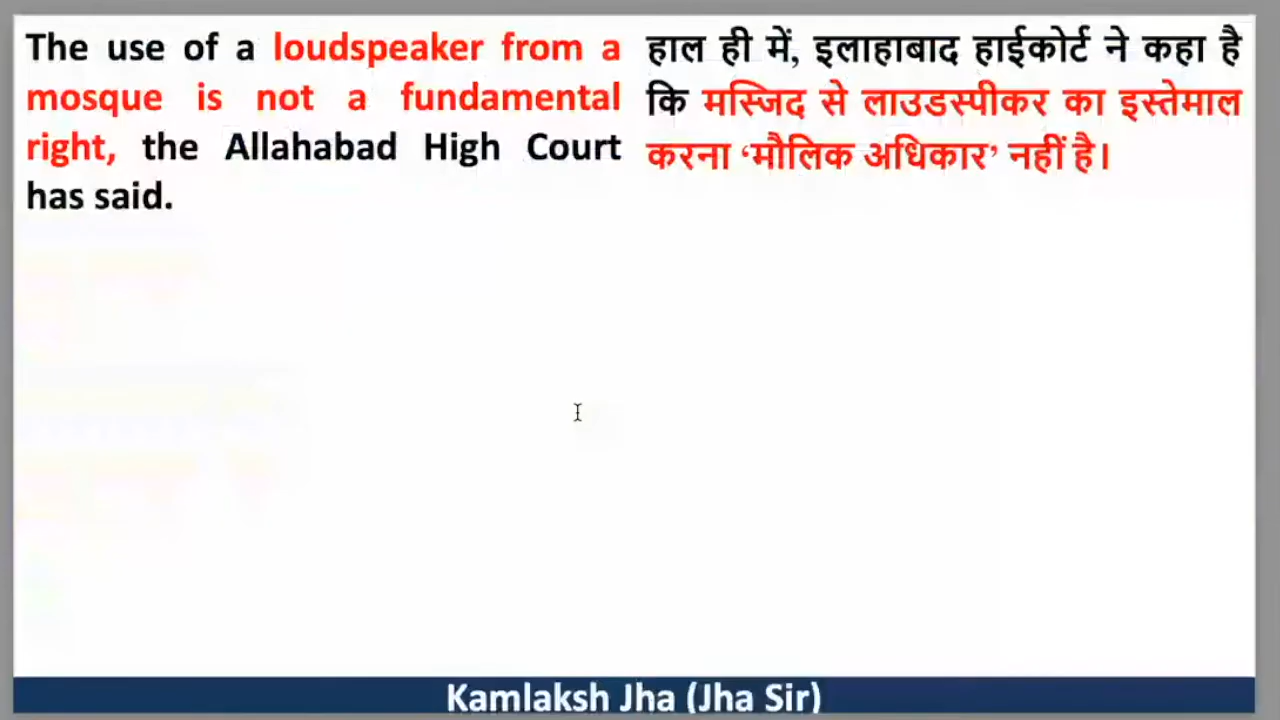 The use of a loudspeaker from a
mosque is not a fundamental
right, the Allahabad High Court
has said.
हाल ही में, इलाहाबाद हाईकोर्ट ने कहा है
कि मस्जिद से लाउडस्पीकर का इस्तेमाल
करना ‘मौलिक अधिकार’ नहीं है।
Kamlaksh Jha (Jha Sir)